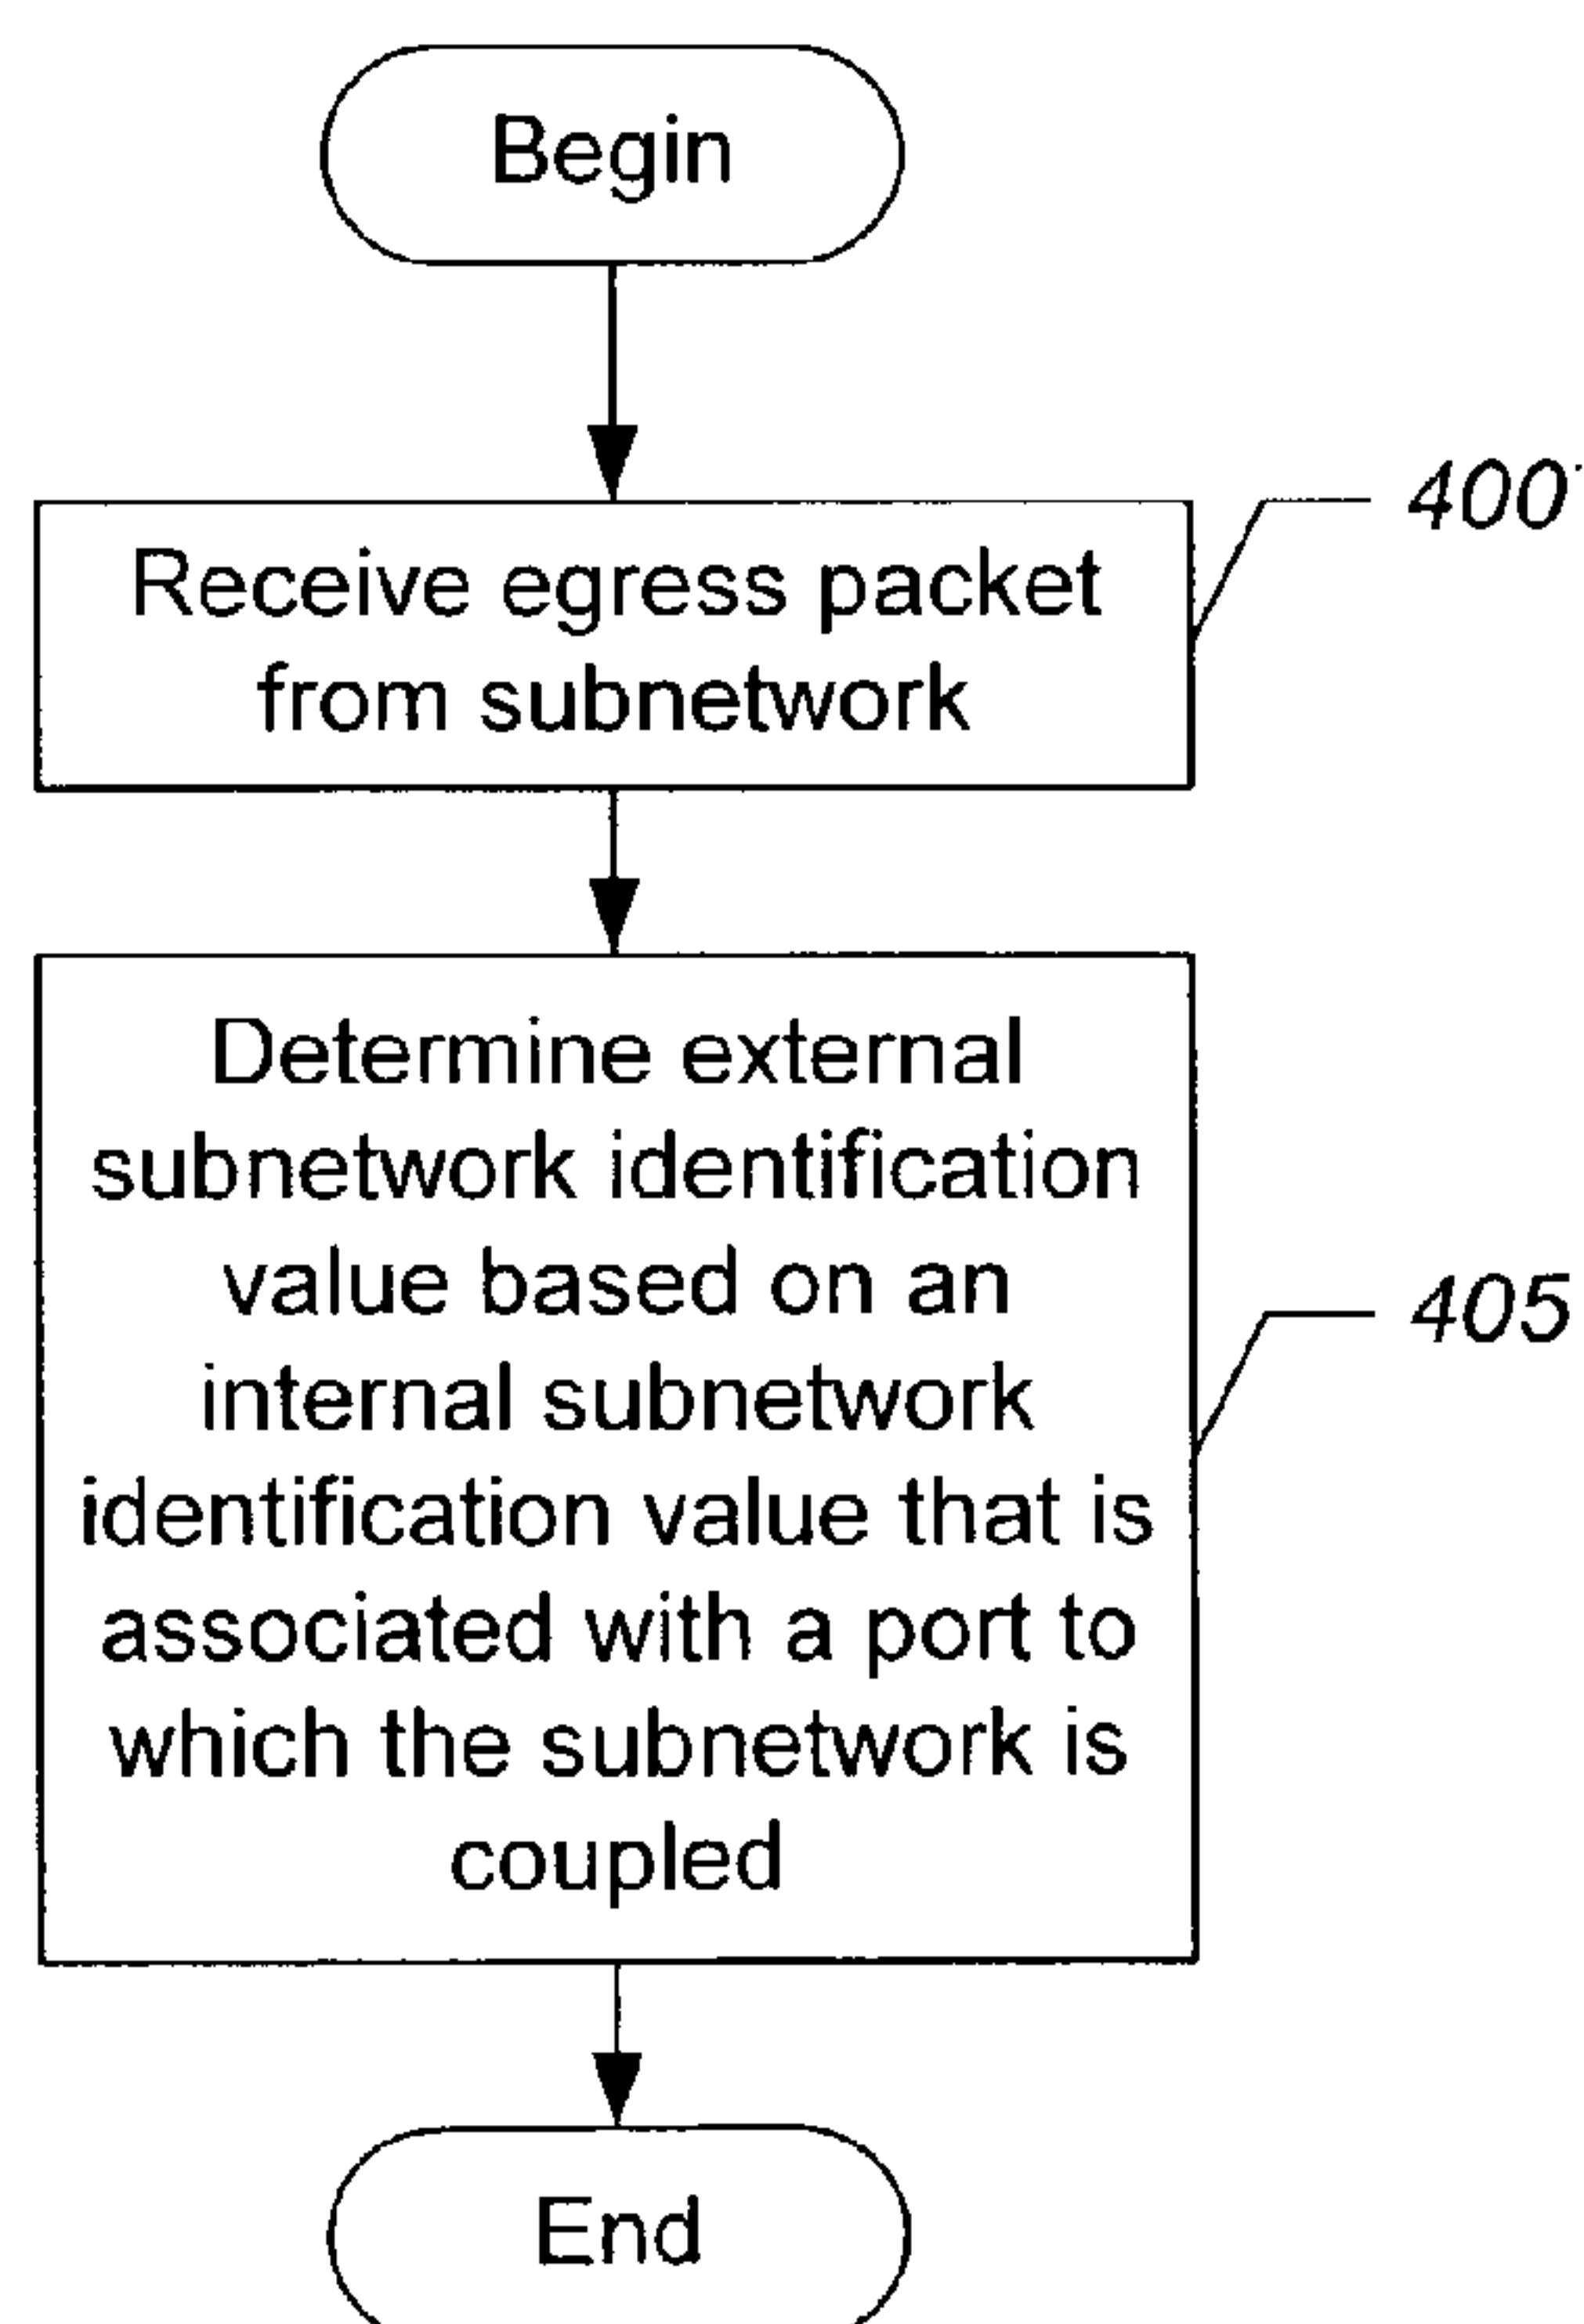 Begin
400
Receive egress packet
from subnetwork
Determine external
subnetwork identification
value based on an
internal subnetwork
identification value that is
associated with a port to
which the subnetwork is
coupled
405
End